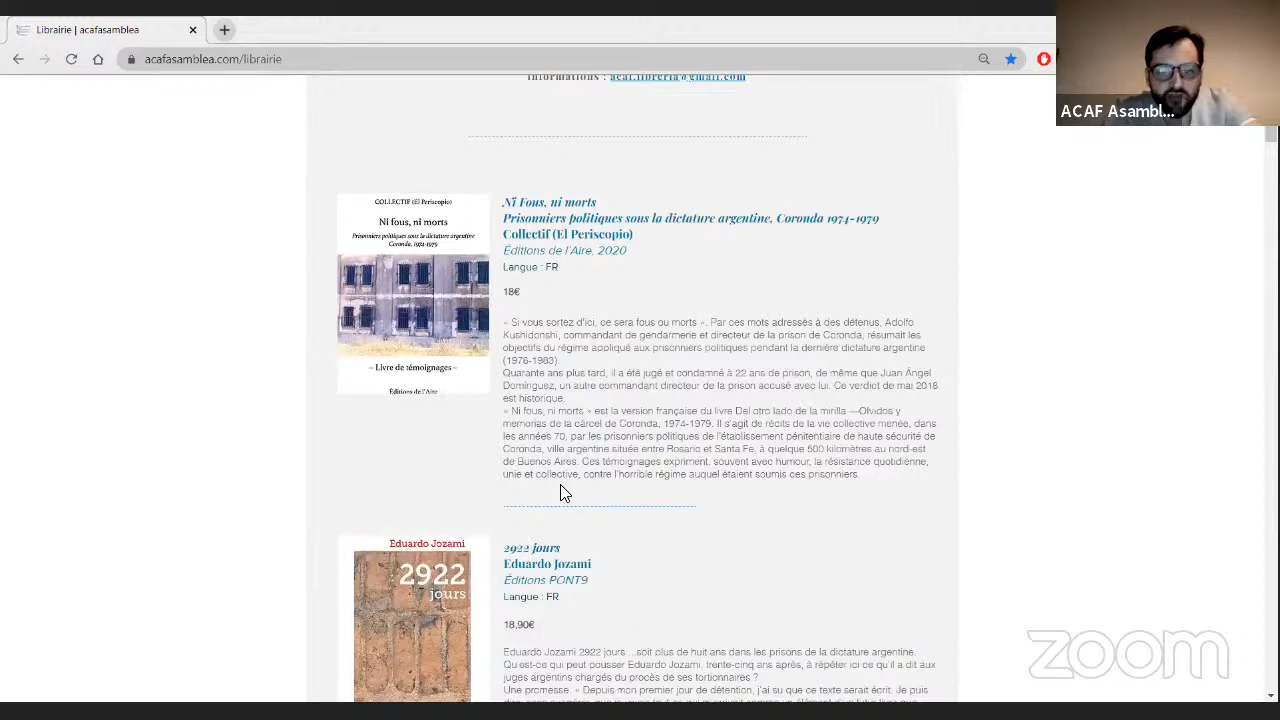 Librairie | acafasamblea
acafasamblea.com/librairie
Informations : acaf.libreria@gmail.com
ACAF Asambl...
COLLECTIF (El Periscopio)
Ni fous, ni morts
Prisonniers politiques sous la dictature argentine
Coronda, 1974-1979
– Livre de témoignages –
Éditions de l'Aire
Ni Fous, ni morts
Prisonniers politiques sous la dictature argentine, Coronda 1974-1979
Collectif (El Periscopio)
Éditions de l'Aire, 2020
Langue : FR
18€
« Si vous sortez d'ici, ce sera fous ou morts ». Par ces mots adressés à des détenus, Adolfo
Kushidonshi, commandant de gendarmerie et directeur de la prison de Coronda, résumait les
objectifs du régime appliqué aux prisonniers politiques pendant la dernière dictature argentine
(1976-1983).
Quarante ans plus tard, il a été jugé et condamné à 22 ans de prison, de même que Juan Ángel
Domínguez, un autre commandant directeur de la prison accusé avec lui. Ce verdict de mai 2018
est historique.
« Ni fous, ni morts » est la version française du livre Del otro lado de la mirilla —Olvidos y
memorias de la cárcel de Coronda, 1974-1979. Il s'agit de récits de la vie collective menée, dans
les années 70, par les prisonniers politiques de l'établissement pénitentiaire de haute sécurité de
Coronda, ville argentine située entre Rosario et Santa Fe, à quelque 500 kilomètres au nord-est
de Buenos Aires. Ces témoignages expriment, souvent avec humour, la résistance quotidienne,
unie et collective, contre l'horrible régime auquel étaient soumis ces prisonniers.
Eduardo Jozami
2922
jours
2922 jours
Eduardo Jozami
Éditions PONT9
Langue : FR
18,90€
Eduardo Jozami 2922 jours ...soit plus de huit ans dans les prisons de la dictature argentine.
Qu'est-ce qui peut pousser Eduardo Jozami, trente-cinq ans après, à répéter ici ce qu'il a dit aux
juges argentins chargés du procès de ses tortionnaires ?
Une promesse. « Depuis mon premier jour de détention, j'ai su que ce texte serait écrit. Je puis
zoom